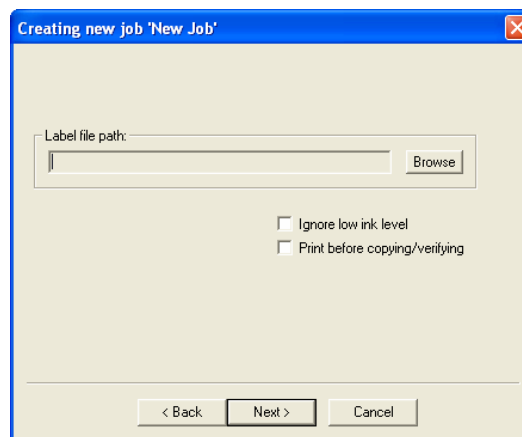 Creating new job 'New Job'
Label file path:
Browse
Ignore low ink level
Print before copying/verifying
< Back Next > Cancel